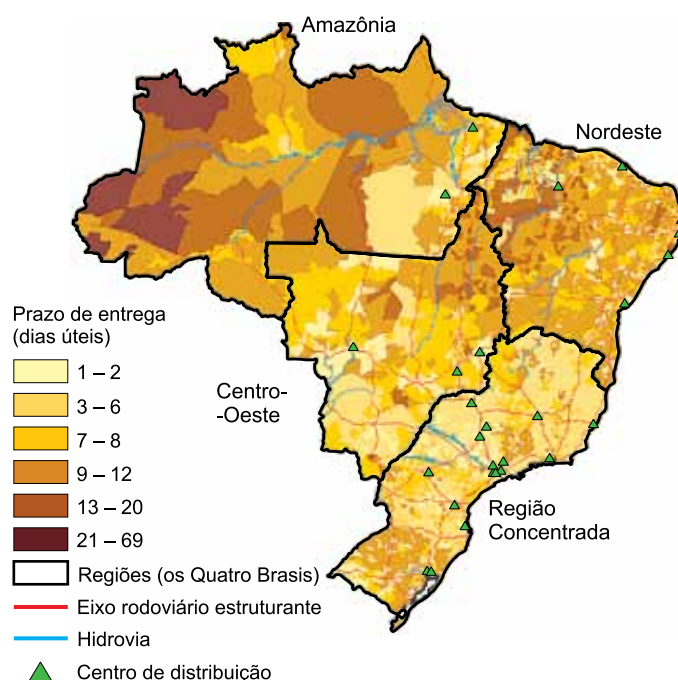 Amazônia
Nordeste
Prazo de entrega
(dias úteis)
1 – 2
3 – 6
7 – 8
9 – 12
13 – 20
21 – 69
Centro-
-Oeste
Região
Concentrada
Regiões (os Quatro Brasis)
Eixo rodoviário estruturante
Hidrovia
Centro de distribuição